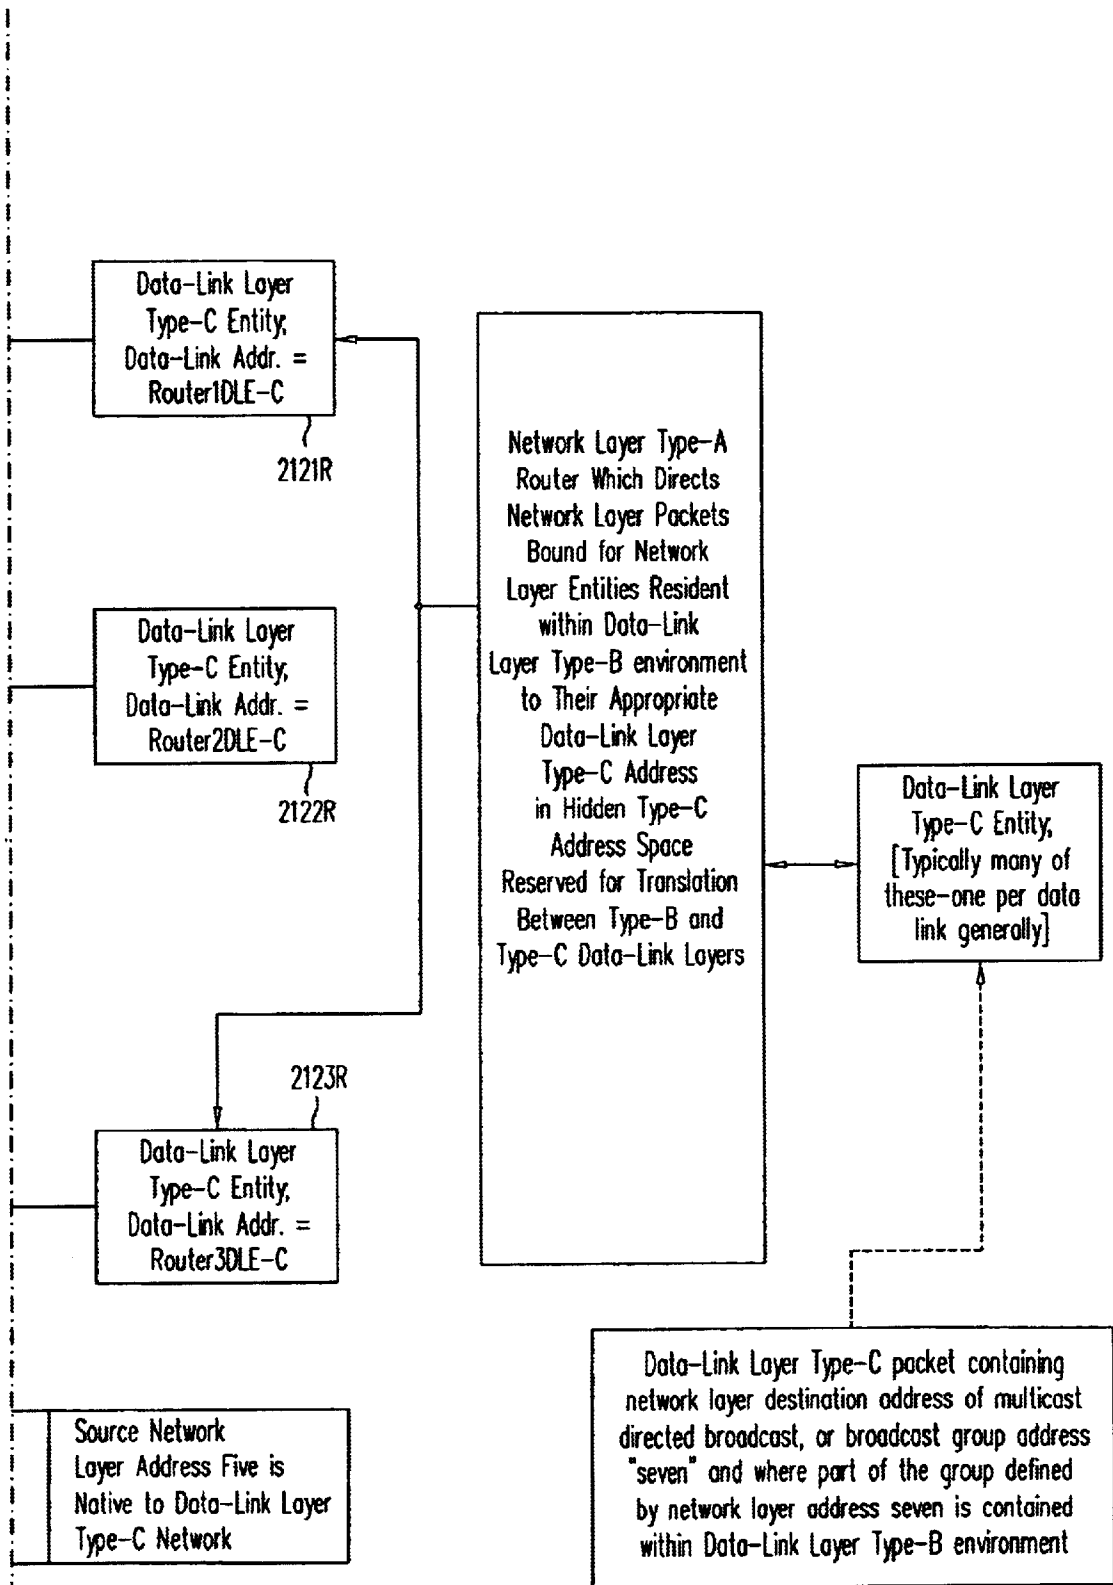 Data-Link Layer
Type-C Entity,
Data-Link Addr. =
Router1DLE-C
2121R
Data-Link Layer
Type-C Entity,
Data-Link Addr. =
Router2DLE-C
2122R
2123R
Data-Link Layer
Type-C Entity,
Data-Link Addr. =
Router3DLE-C
Source Network
Layer Address Five is
Native to Data-Link Layer
Type-C Network
Network Layer Type-A
Router Which Directs
Network Layer Packets
Bound for Network
Layer Entities Resident
within Data-Link
Layer Type-B environment
to Their Appropriate
Data-Link Layer
Type-C Address
in Hidden Type-C
Address Space
Reserved for Translation
Between Type-B and
Type-C Data-Link Layers
Data-Link Layer
Type-C Entity,
[Typically many of
these-one per data
link generally]
Data-Link Layer Type-C packet containing
network layer destination address of multicast
directed broadcast, or broadcast group address
"seven" and where part of the group defined
by network layer address seven is contained
within Data-Link Layer Type-B environment